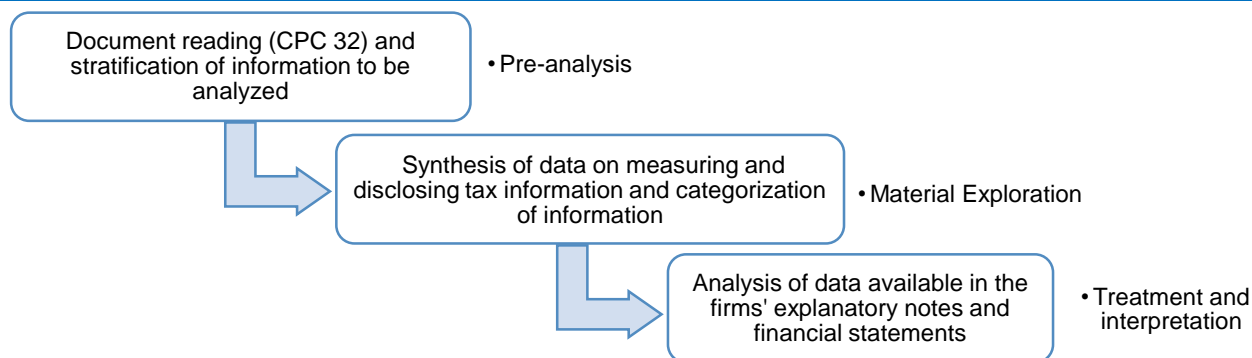 Document reading (CPC 32) and
stratification of information to be
analyzed
• Pre-analysis
Synthesis of data on measuring and
disclosing tax information and categorization
of information
• Material Exploration
Analysis of data available in the
firms' explanatory notes and
financial statements
• Treatment and
interpretation